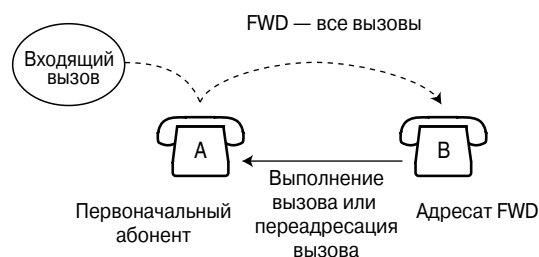 FWD — все вызовы
Входящий
вызов
A
B
Выполнение
вызова или
переадресация
вызова
Первоначальный
абонент
Адресат FWD